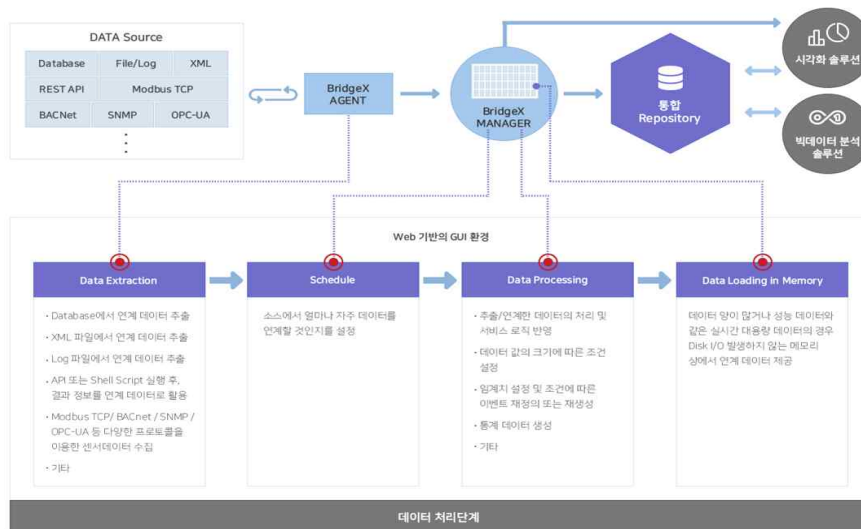 DATA Source
Database File/Log XML
REST API Modbus TCP
BACNet SNMP OPC-UA
BridgeX
AGENT
BridgeX
MANAGER
통합
Repository
시각화 솔루션
빅데이터 분석
솔루션
Web 기반의 GUI 환경
Data Extraction
· Database에서 연계 데이터 추출
· XML 파일에서 연계 데이터 추출
· Log 파일에서 연계 데이터 추출
· API 또는 Shell Script 실행 후,
결과 정보를 연계 데이터로 활용
· Modbus TCP/ BACnet / SNMP /
OPC-UA 등 다양한 프로토콜을
이용한 센서데이터 수집
· 기타
Schedule
소스에서 얼마나 자주 데이터를
연계할 것인지를 설정
Data Processing
· 추출/연계한 데이터의 처리 및
서비스 로직 반영
· 데이터 값의 크기에 따른 조건
설정
· 임계치 설정 및 조건에 따른
이벤트 재정의 또는 재생성
· 통계 데이터 생성
· 기타
Data Loading in Memory
데이터 양이 많거나 성능 데이터와
같은 실시간 대용량 데이터의 경우
Disk I/O 발생하지 않는 메모리
상에서 연계 데이터 제공
데이터 처리단계